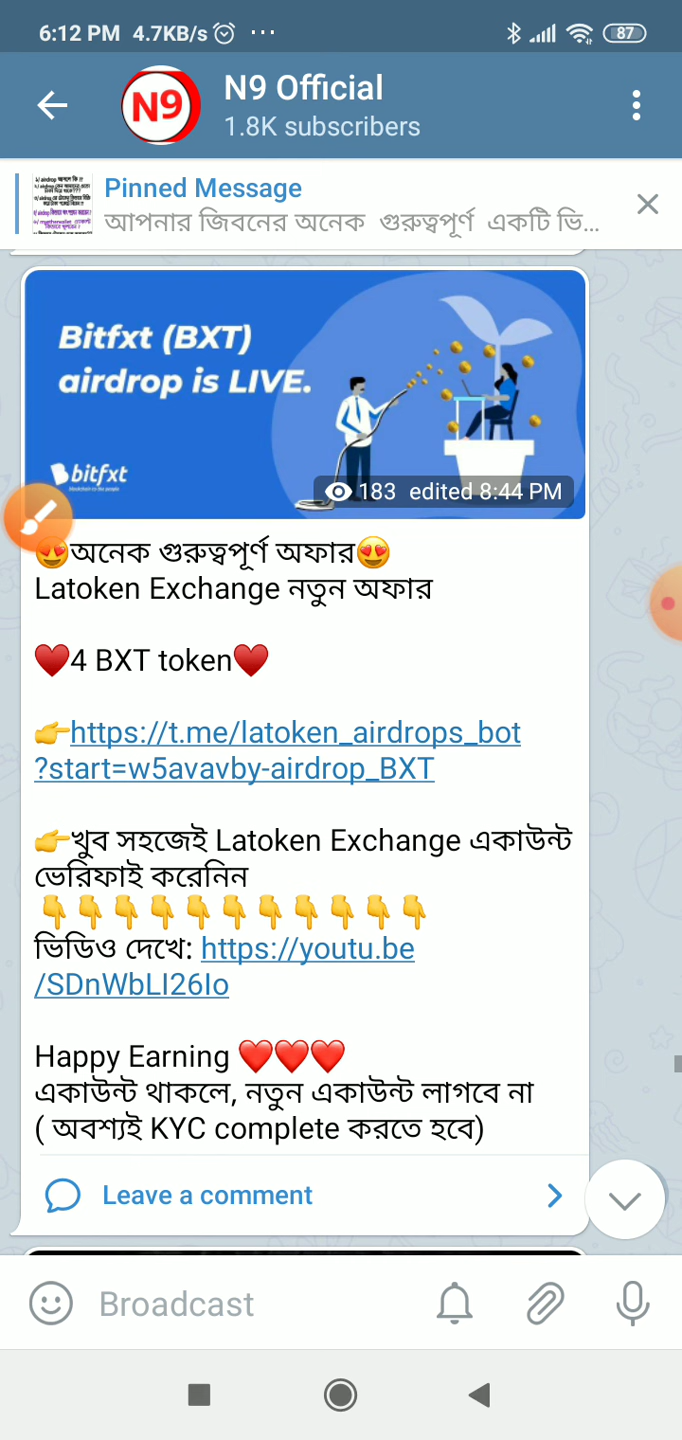 6:12 PM 4.7KB/s ... 87
N9
N9 Official
1.8K subscribers
Pinned Message
আপনার জিবনের অনেক গুরুত্বপূর্ণ একটি ভি...
Bitfxt (BXT)
airdrop is LIVE.
bitfxt
183 edited 8:44 PM
😍অনেক গুরুত্বপূর্ণ অফার😍
Latoken Exchange নতুন অফার
♥️4 BXT token♥️
👉https://t.me/latoken_airdrops_bot
?start=w5avavby-airdrop_BXT
👉খুব সহজেই Latoken Exchange একাউন্ট
ভেরিফাই করেনিন
👇👇👇👇👇👇👇👇👇👇👇
ভিডিও দেখে: https://youtu.be
/SDnWbLI26Io
Happy Earning ❤️❤️❤️
একাউন্ট থাকলে, নতুন একাউন্ট লাগবে না
( অবশ্যই KYC complete করতে হবে)
Leave a comment
Broadcast